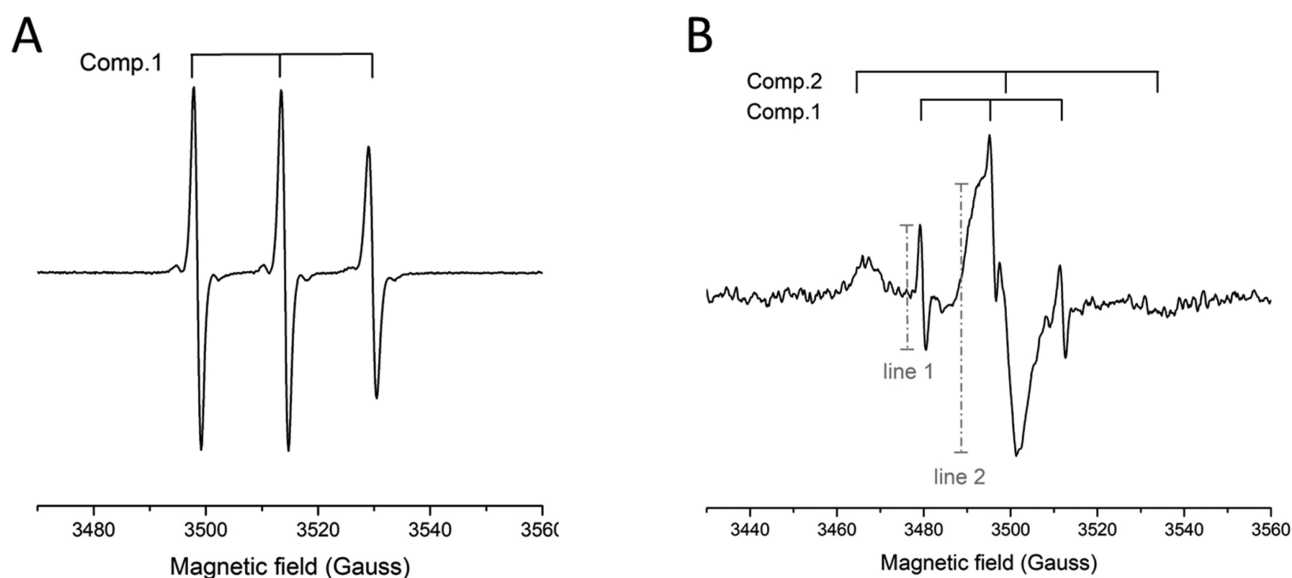 A
Comp.1
3480 3500 3520 3540 3560
Magnetic field (Gauss)
B
Comp.2
Comp.1
line 1
line 2
3440 3460 3480 3500 3520 3540 3560
Magnetic field (Gauss)